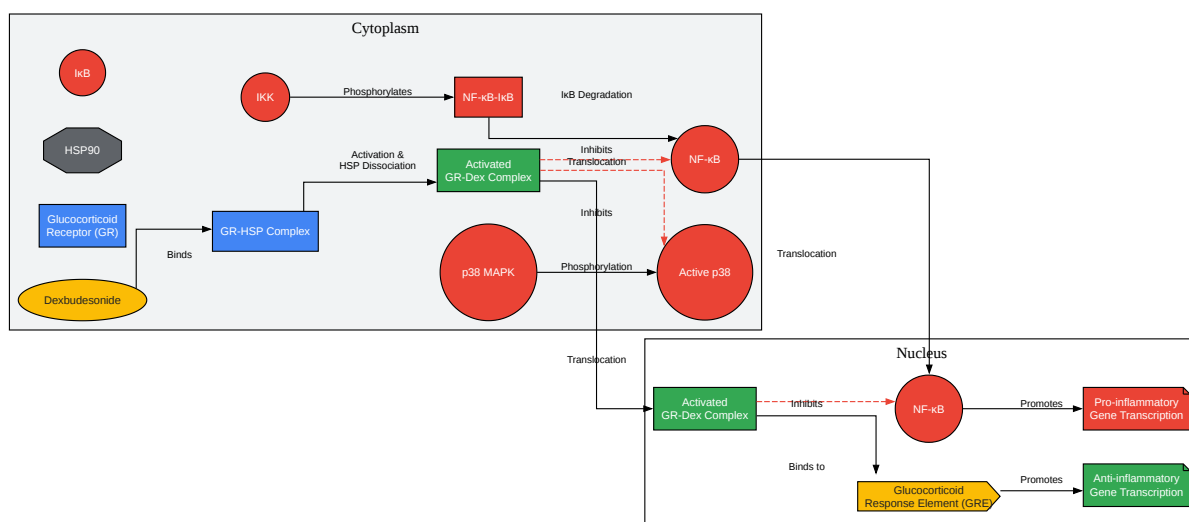 Cytoplasm
IκB
IKK
Phosphorylates
NF-κB-IκB
IκB Degradation
HSP90
Activation &
HSP Dissociation
Activated
GR-Dex Complex
Inhibits
Translocation
NF-κB
Glucocorticoid
Receptor (GR)
Binds
GR-HSP Complex
Inhibits
p38 MAPK
Phosphorylation
Active p38
Dexbudesonide
Translocation
Translocation
Nucleus
Activated
GR-Dex Complex
Inhibits
NF-κB
Promotes
Pro-inflammatory
Gene Transcription
Binds to
Glucocorticoid
Response Element (GRE)
Promotes
Anti-inflammatory
Gene Transcription